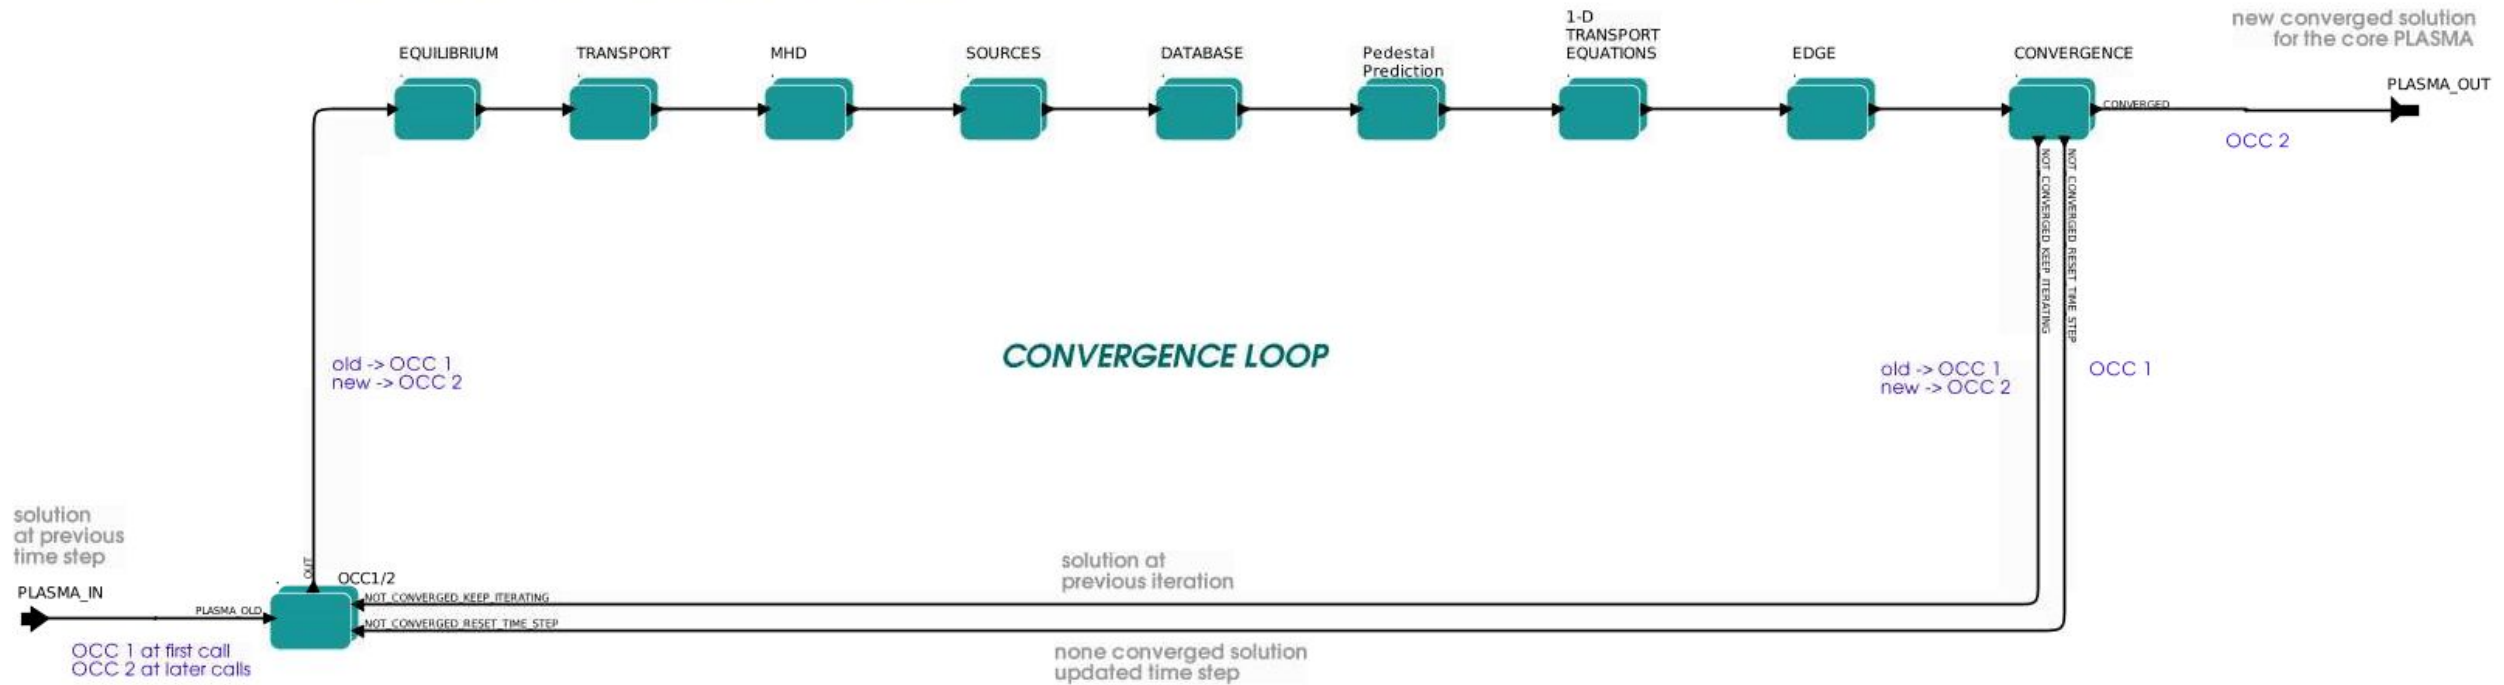 1-D
TRANSPORT
EQUATIONS
new converged solution
for the core PLASMA
EQUILIBRIUM
TRANSPORT
MHD
SOURCES
DATABASE
Pedestal
Prediction
EDGE
CONVERGENCE
PLASMA_OUT
CONVERGED
OCC 2
NOT_CONVERGED_KEEP_ITERATING
NOT_CONVERGED_RESET_TIME_STEP
CONVERGENCE LOOP
old -> OCC 1
new -> OCC 2
old -> OCC 1
new -> OCC 2
OCC 1
solution
at previous
time step
OUT
OCC1/2
solution at
previous iteration
PLASMA_IN
PLASMA_OLD
NOT_CONVERGED_KEEP_ITERATING
NOT_CONVERGED_RESET_TIME_STEP
OCC 1 at first call
OCC 2 at later calls
none converged solution
updated time step